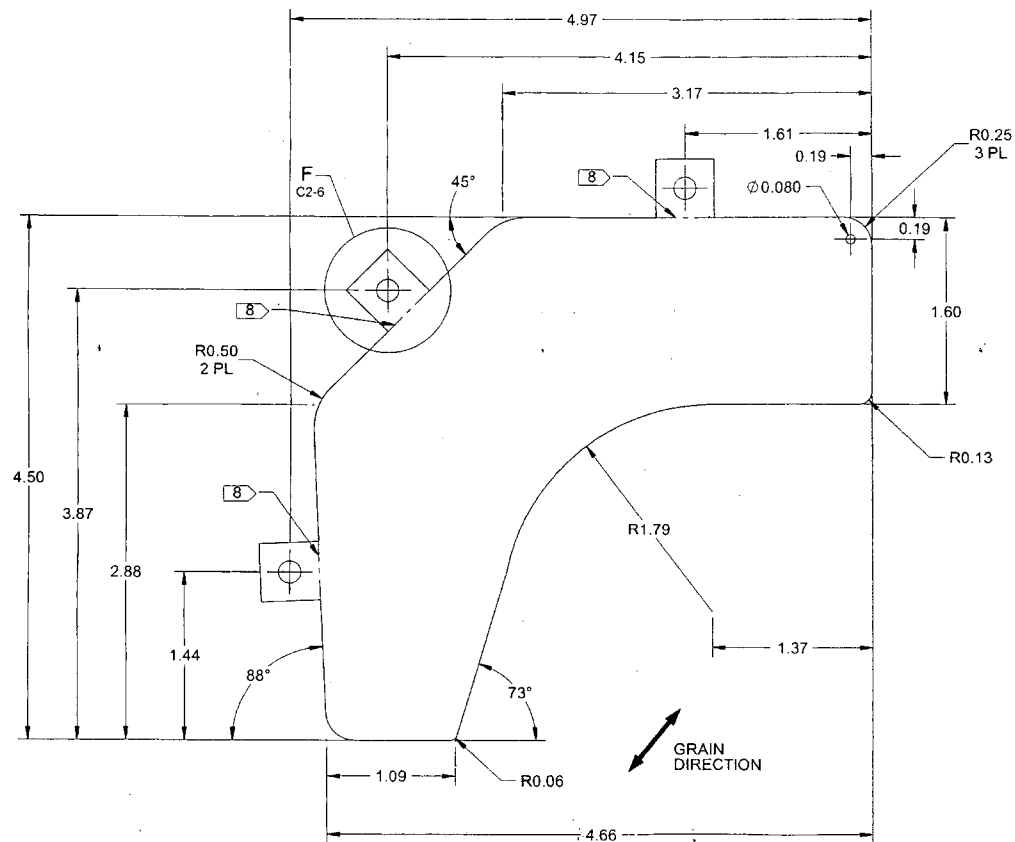 4.97
4.15
3.17
1.61
R0.25
3 PL
0.19
8
Ø0.080
F
C2-6
45°
0.19
8
1.60
R0.50
2 PL
R0.13
4.50
3.87
8
2.88
R1.79
1.44
88°
1.37
73°
GRAIN
DIRECTION
1.09
R0.06
4.66